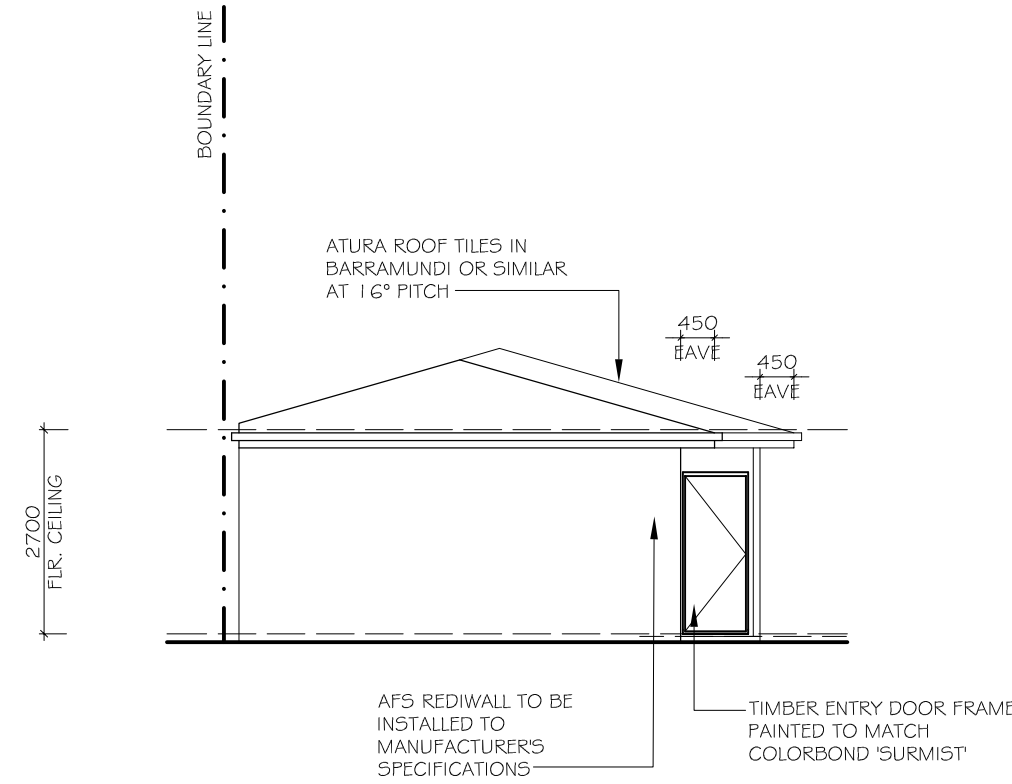 BOUNDARY LINE
ATURA ROOF TILES IN
BARRAMUNDI OR SIMILAR
AT 16° PITCH
450
EAVE
450
EAVE
2700
FLR. CEILING
AFS REDIWALL TO BE
INSTALLED TO
MANUFACTURER'S
SPECIFICATIONS
TIMBER ENTRY DOOR FRAME
PAINTED TO MATCH
COLORBOND 'SURMIST'